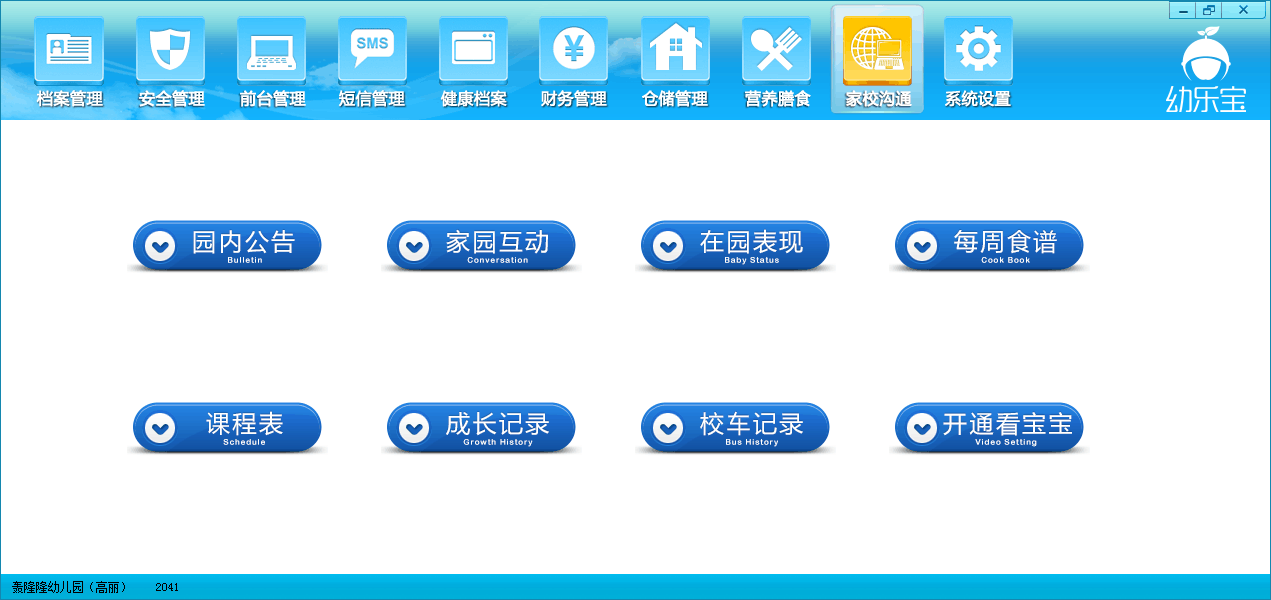 SMS
档案管理 安全管理 前台管理 短信管理 健康档案 财务管理 仓储管理 营养膳食 家校沟通 系统设置
幼乐宝
园内公告 家园互动 在园表现 每周食谱
Bulletin Conversation Baby Status Cook Book
课程表 成长记录 校车记录 开通看宝宝
Schedule Growth History Bus History Video Setting
轰隆隆幼儿园（高丽） 2041